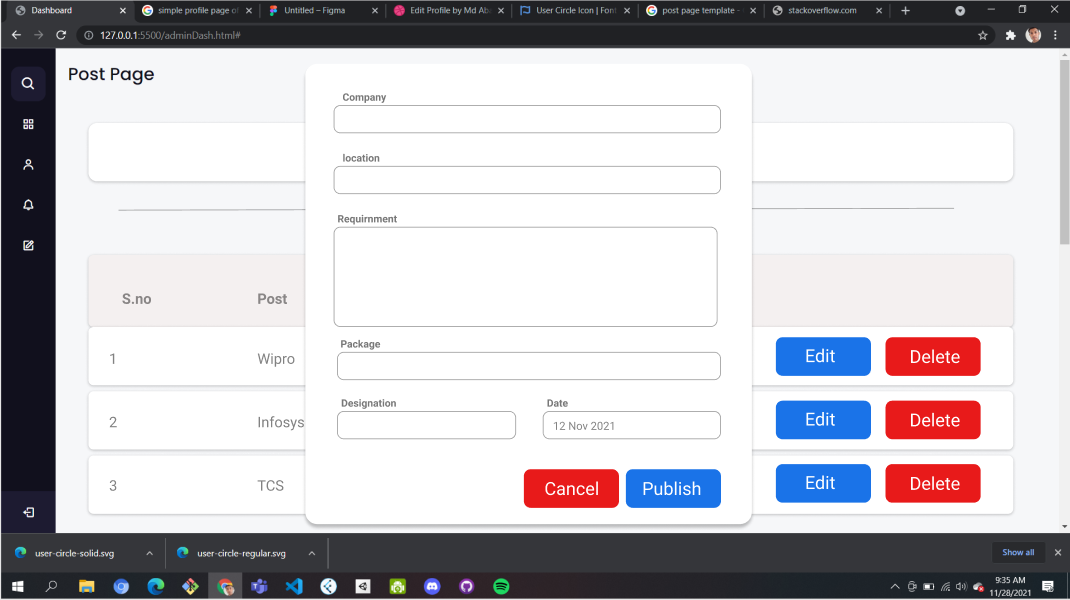 Dashboard
simple profile page of
Untitled – Figma
Edit Profile by Md Ab
User Circle Icon | Font
post page template -
stackoverflow.com
127.0.0.1:5500/adminDash.html#
Post Page
Company
location
Requirnment
Package
Designation
Date
12 Nov 2021
Cancel
Publish
S.no
Post
1
Wipro
Edit
Delete
2
Infosys
Edit
Delete
3
TCS
Edit
Delete
user-circle-solid.svg
user-circle-regular.svg
Show all
9:35 AM
11/28/2021